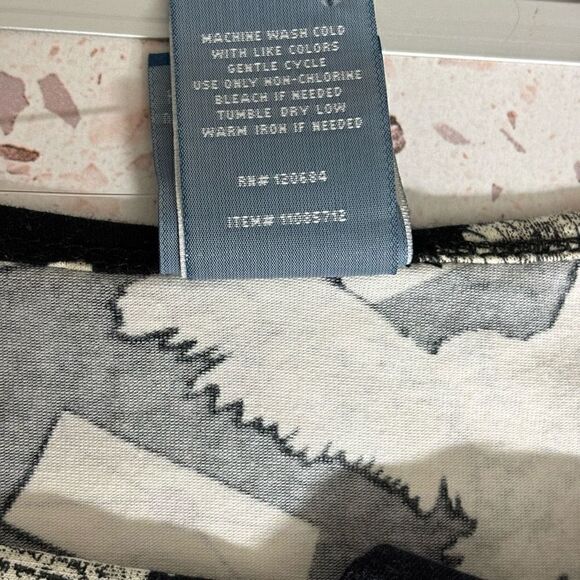 MACHINE WASH COLD
WITH LIKE COLORS
GENTLE CYCLE
USE ONLY NON-CHLORINE
BLEACH IF NEEDED
TUMBLE DRY LOW
WARM IRON IF NEEDED
RN# 120684
ITEM# 11085712